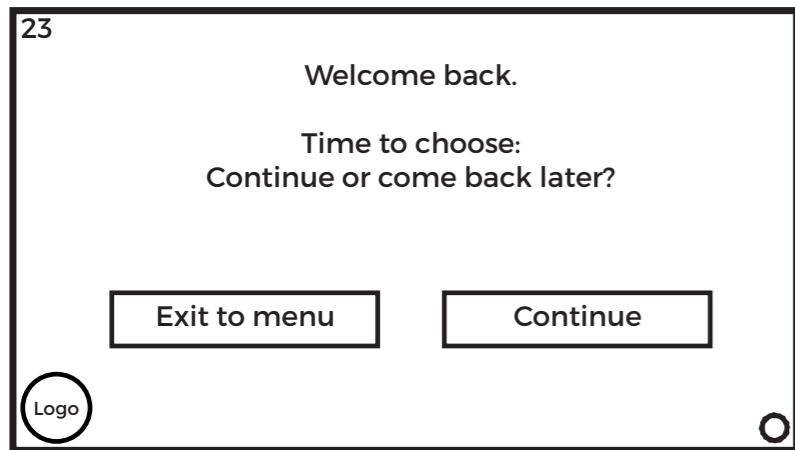 23
Welcome back.
Time to choose:
Continue or come back later?
Exit to menu
Continue
Logo